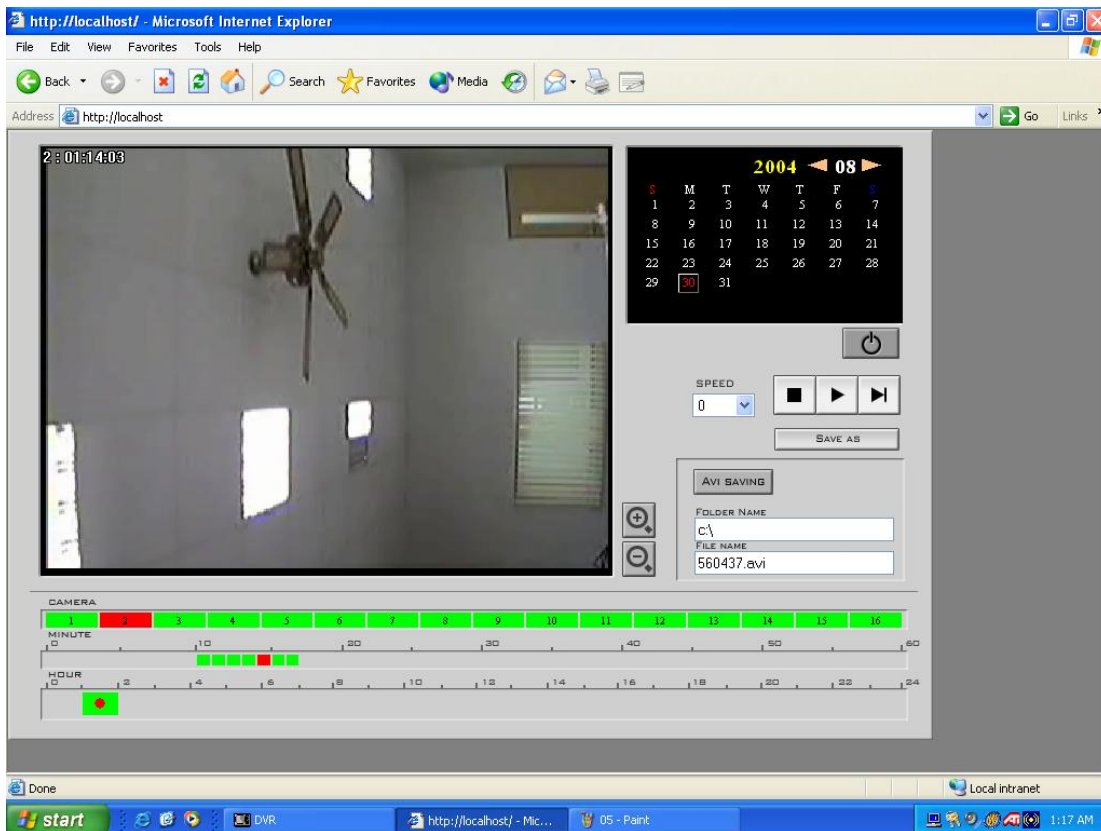 http://localhost/ - Microsoft Internet Explorer
File Edit View Favorites Tools Help
Back Search Favorites Media
Address http://localhost Go Links
2 : 01:14:03
2004 08
S M T W T F S
1 2 3 4 5 6 7
8 9 10 11 12 13 14
15 16 17 18 19 20 21
22 23 24 25 26 27 28
29 30 31
SPEED
0
SAVE AS
AVI SAVING
FOLDER NAME
c:\
FILE NAME
560437.avi
CAMERA
1 2 3 4 5 6 7 8 9 10 11 12 13 14 15 16
MINUTE
0 10 20 30 40 50 60
HOUR
0 2 4 6 8 10 12 14 16 18 20 22 24
Done Local intranet
start DVR http://localhost/ - Mic... 05 - Paint ATI 1:17 AM